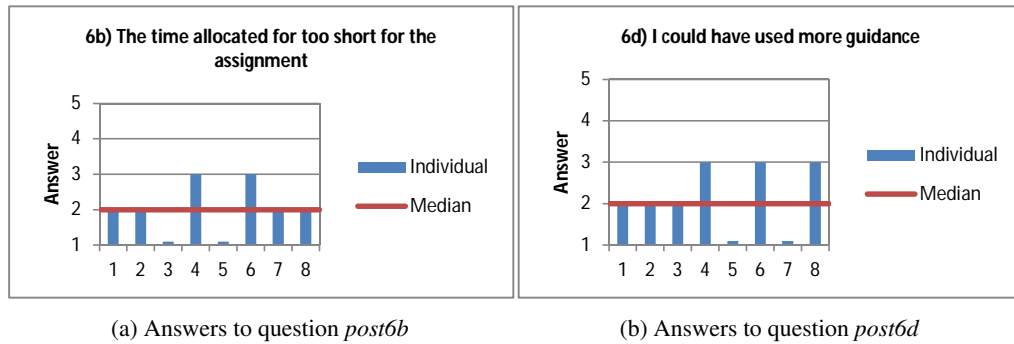 6b) The time allocated for too short for the
assignment
5
4
3
2
1
Answer
1 2 3 4 5 6 7 8
Individual
Median
6d) I could have used more guidance
5
4
3
2
1
Answer
1 2 3 4 5 6 7 8
Individual
Median
(a) Answers to question post6b
(b) Answers to question post6d